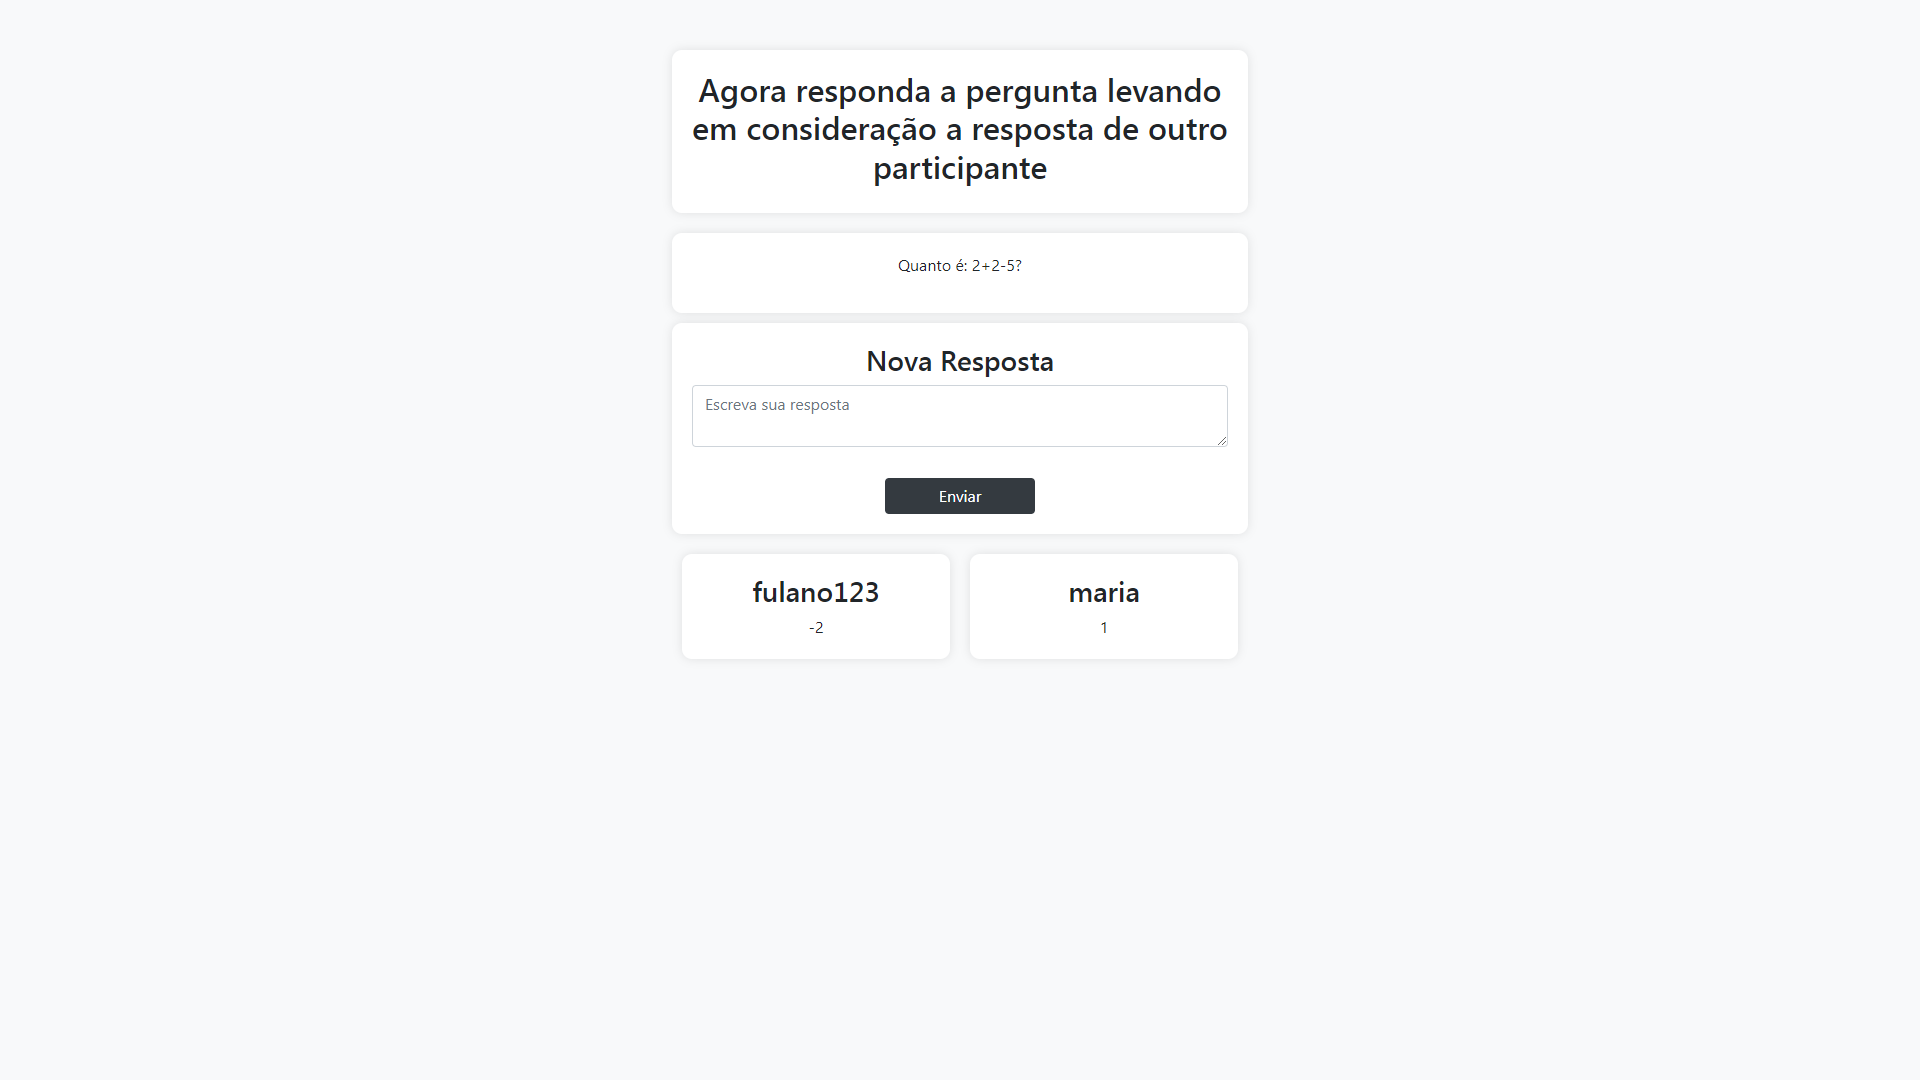 Agora responda a pergunta levando
em consideração a resposta de outro
participante
Quanto é: 2+2-5?
Nova Resposta
Escreva sua resposta
Enviar
fulano123
-2
maria
1